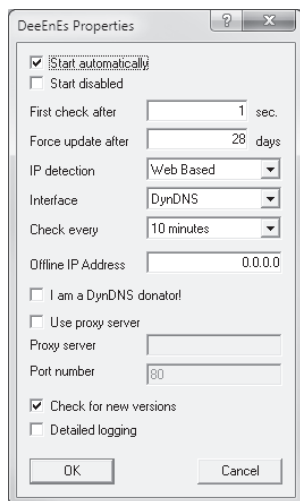 DeeEnEs Properties
Start automatically
Start disabled
First check after 1 sec.
Force update after 28 days
IP detection Web Based
Interface DynDNS
Check every 10 minutes
Offline IP Address 0.0.0.0
I am a DynDNS donator!
Use proxy server
Proxy server
Port number 80
Check for new versions
Detailed logging
OK Cancel